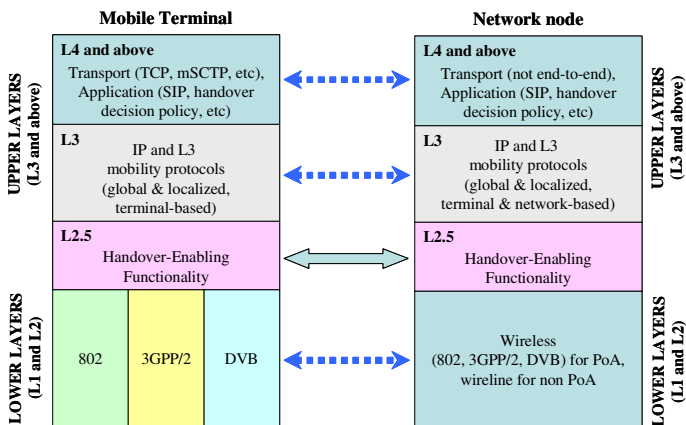 Mobile Terminal
UPPER LAYERS
(L3 and above)
L4 and above
Transport (TCP, mSCTP, etc),
Application (SIP, handover
decision policy, etc)
L3
IP and L3
mobility protocols
(global & localized,
terminal-based)
L2.5
Handover-Enabling
Functionality
LOWER LAYERS
(L1 and L2)
802
3GPP/2
DVB
Network node
L4 and above
Transport (not end-to-end),
Application (SIP, handover
decision policy, etc)
L3
IP and L3
mobility protocols
(global & localized,
terminal & network-based)
L2.5
Handover-Enabling
Functionality
Wireless
(802, 3GPP/2, DVB) for PoA,
wireline for non PoA
UPPER LAYERS
(L3 and above)
LOWER LAYERS
(L1 and L2)